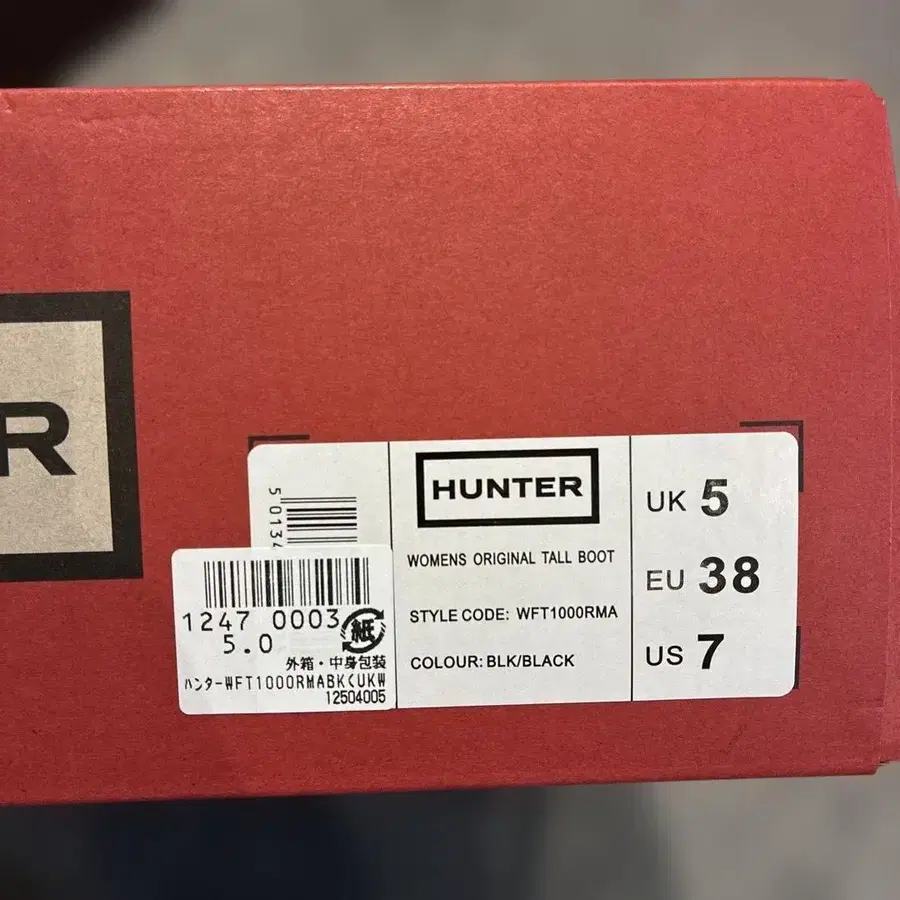 R
HUNTER
WOMENS ORIGINAL TALL BOOT
STYLE CODE: WFT1000RMA
COLOUR: BLK/BLACK
UK 5
EU 38
US 7
5 0134
1247 0003
5.0
紙
外箱・中身包装
ハンターWFT1000RMABKくUKW
12504005